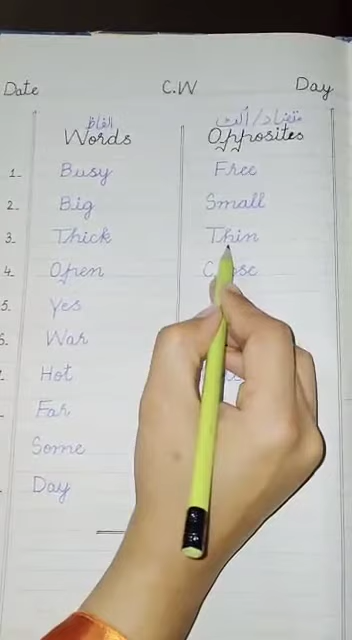 Date C.W Day
الفاظ متضاد/الٹ
Words Opposites
1. Busy Free
2. Big Small
3. Thick Thin
4. Open Close
5. Yes
6. War
Hot
Far
Some
Day